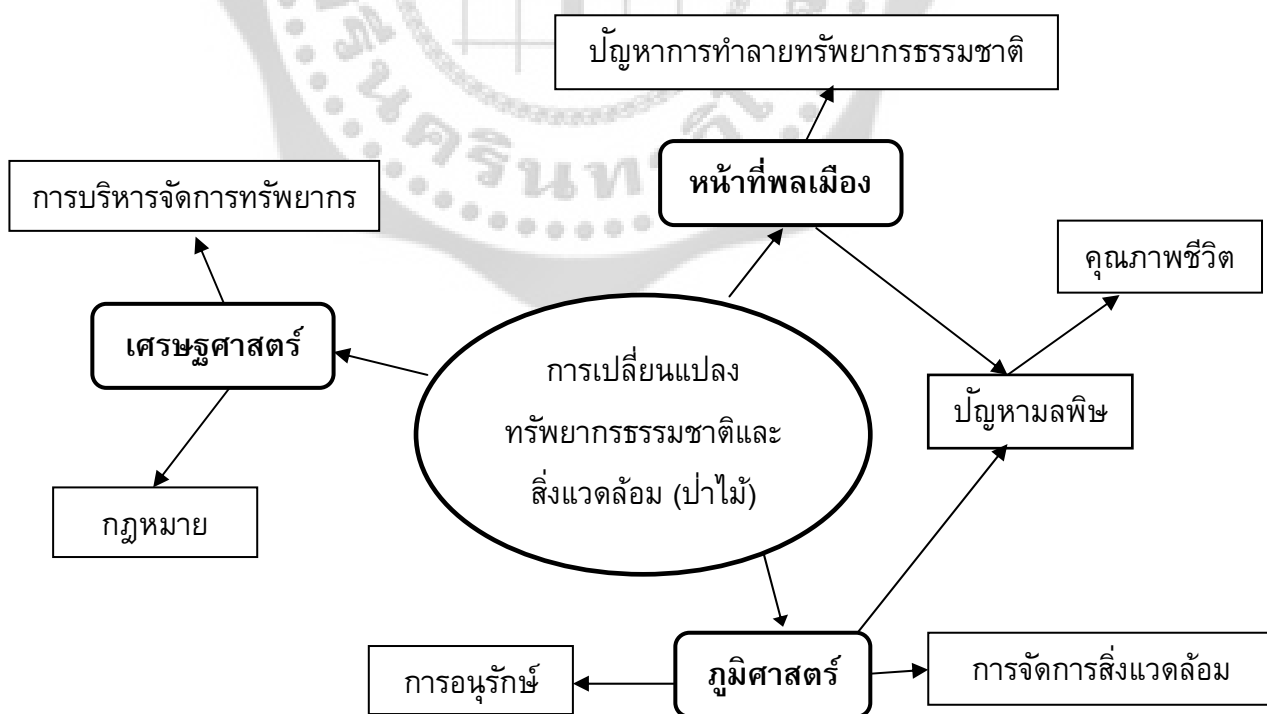 ปัญหาการทำลายทรัพยากรธรรมชาติ
หน้าที่พลเมือง
การบริหารจัดการทรัพยากร
คุณภาพชีวิต
เศรษฐศาสตร์
การเปลี่ยนแปลง
ทรัพยากรธรรมชาติและ
สิ่งแวดล้อม (ป่าไม้)
ปัญหามลพิษ
กฎหมาย
การอนุรักษ์
ภูมิศาสตร์
การจัดการสิ่งแวดล้อม